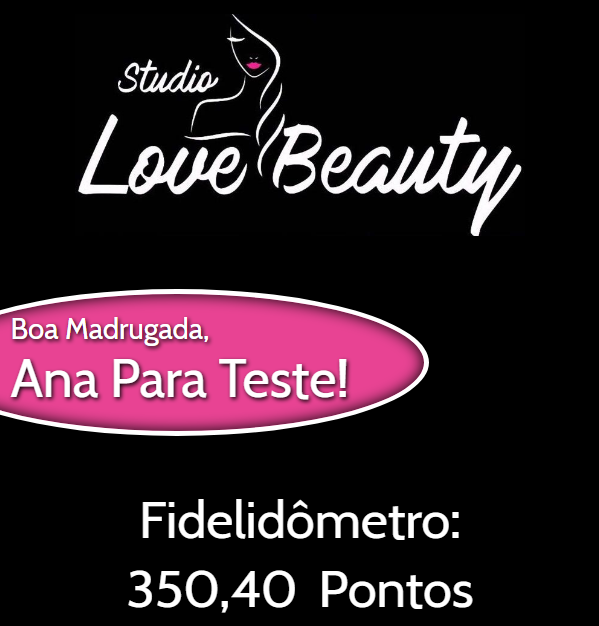 Studio
Love Beauty
Boa Madrugada,
Ana Para Teste!
Fidelidômetro:
350,40 Pontos